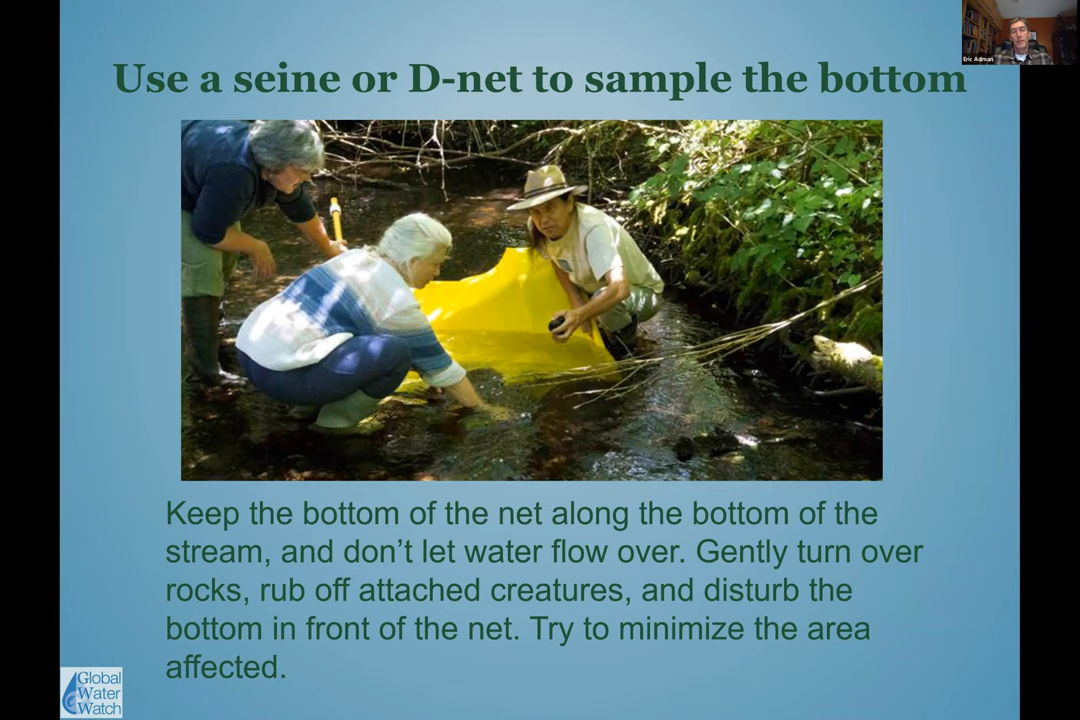 Eric Adman
Use a seine or D-net to sample the bottom
Keep the bottom of the net along the bottom of the
stream, and don’t let water flow over. Gently turn over
rocks, rub off attached creatures, and disturb the
bottom in front of the net. Try to minimize the area
affected.
Global
Water
Watch